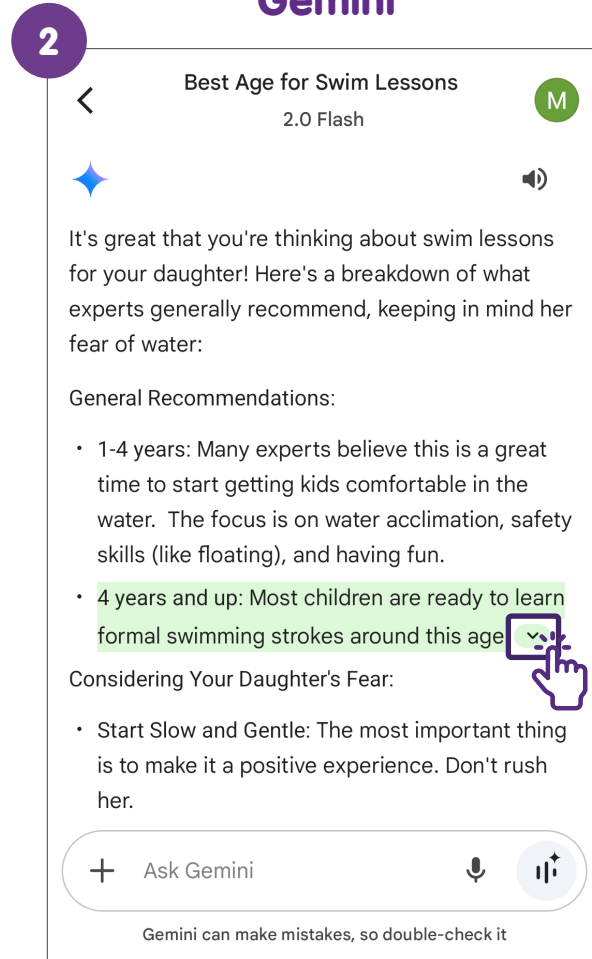 Gemini
2
Best Age for Swim Lessons
2.0 Flash
M
It's great that you're thinking about swim lessons
for your daughter! Here's a breakdown of what
experts generally recommend, keeping in mind her
fear of water:
General Recommendations:
• 1-4 years: Many experts believe this is a great
time to start getting kids comfortable in the
water.  The focus is on water acclimation, safety
skills (like floating), and having fun.
• 4 years and up: Most children are ready to learn
formal swimming strokes around this age
Considering Your Daughter's Fear:
• Start Slow and Gentle: The most important thing
is to make it a positive experience. Don't rush
her.
Ask Gemini
Gemini can make mistakes, so double-check it